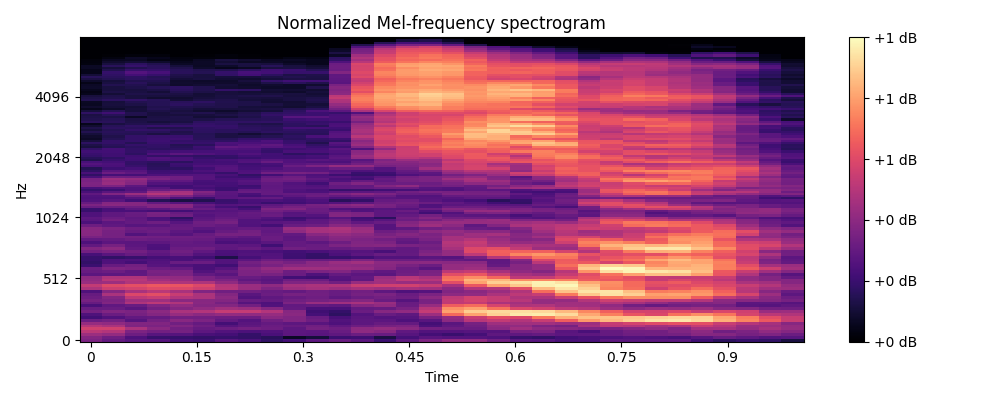 Normalized Mel-frequency spectrogram
Hz
4096
2048
1024
512
0
0 0.15 0.3 0.45 0.6 0.75 0.9
Time
+1 dB
+1 dB
+1 dB
+0 dB
+0 dB
+0 dB